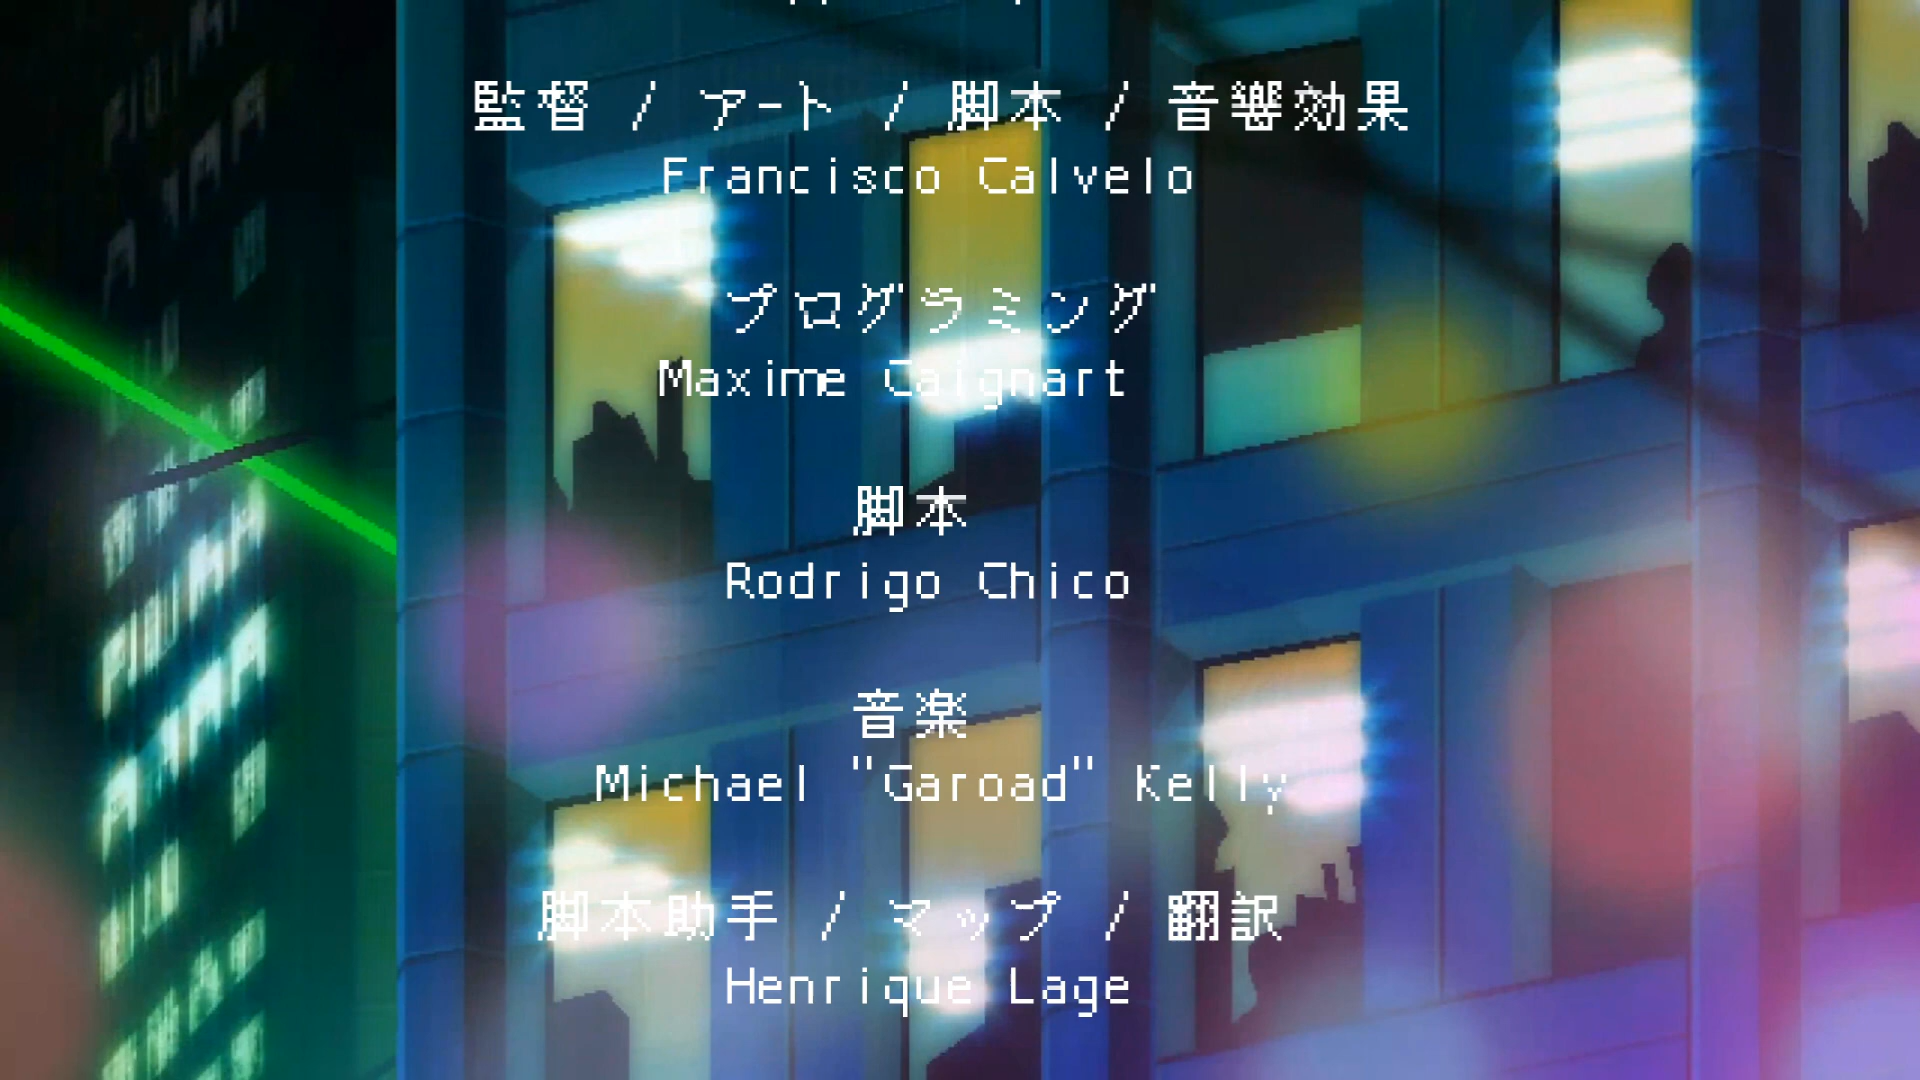 監督 / アート / 脚本 / 音響効果
Francisco Calvelo
プログラミング
Maxime Caignart
脚本
Rodrigo Chico
音楽
Michael "Garoad" Kelly
脚本助手 / マップ / 翻訳
Henrique Lage